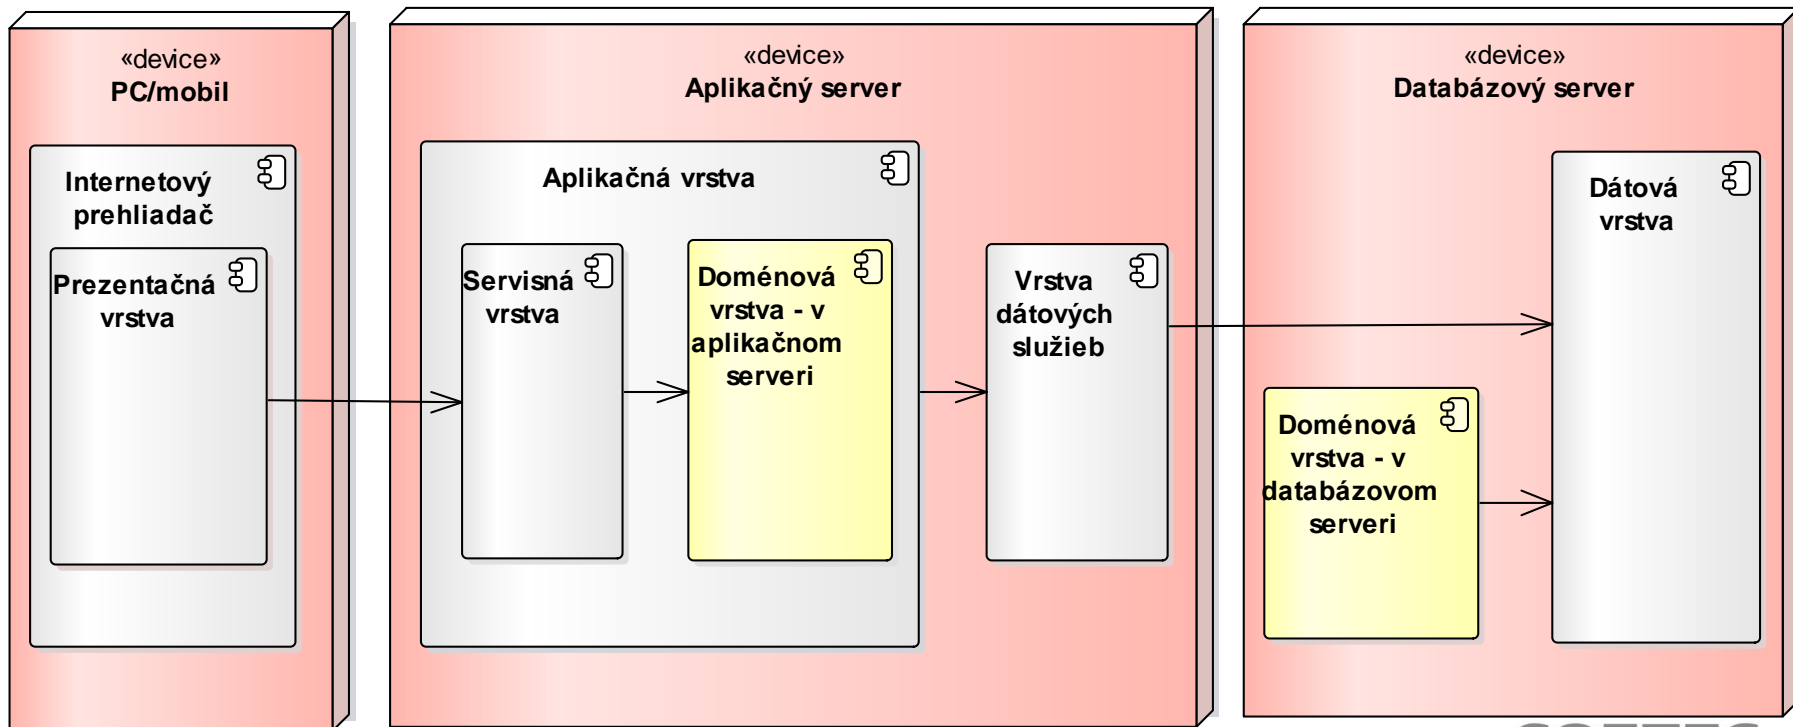 «device»
PC/mobil
Internetový
prehliadač
Prezentačná
vrstva
«device»
Aplikačný server
Aplikačná vrstva
Servisná
vrstva
Doménová
vrstva - v
aplikačnom
serveri
Vrstva
dátových
služieb
«device»
Databázový server
Doménová
vrstva - v
databázovom
serveri
Dátová
vrstva